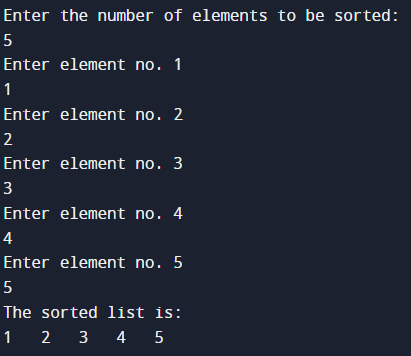 Enter the number of elements to be sorted:
5
Enter element no. 1
1
Enter element no. 2
2
Enter element no. 3
3
Enter element no. 4
4
Enter element no. 5
5
The sorted list is:
1   2   3   4   5